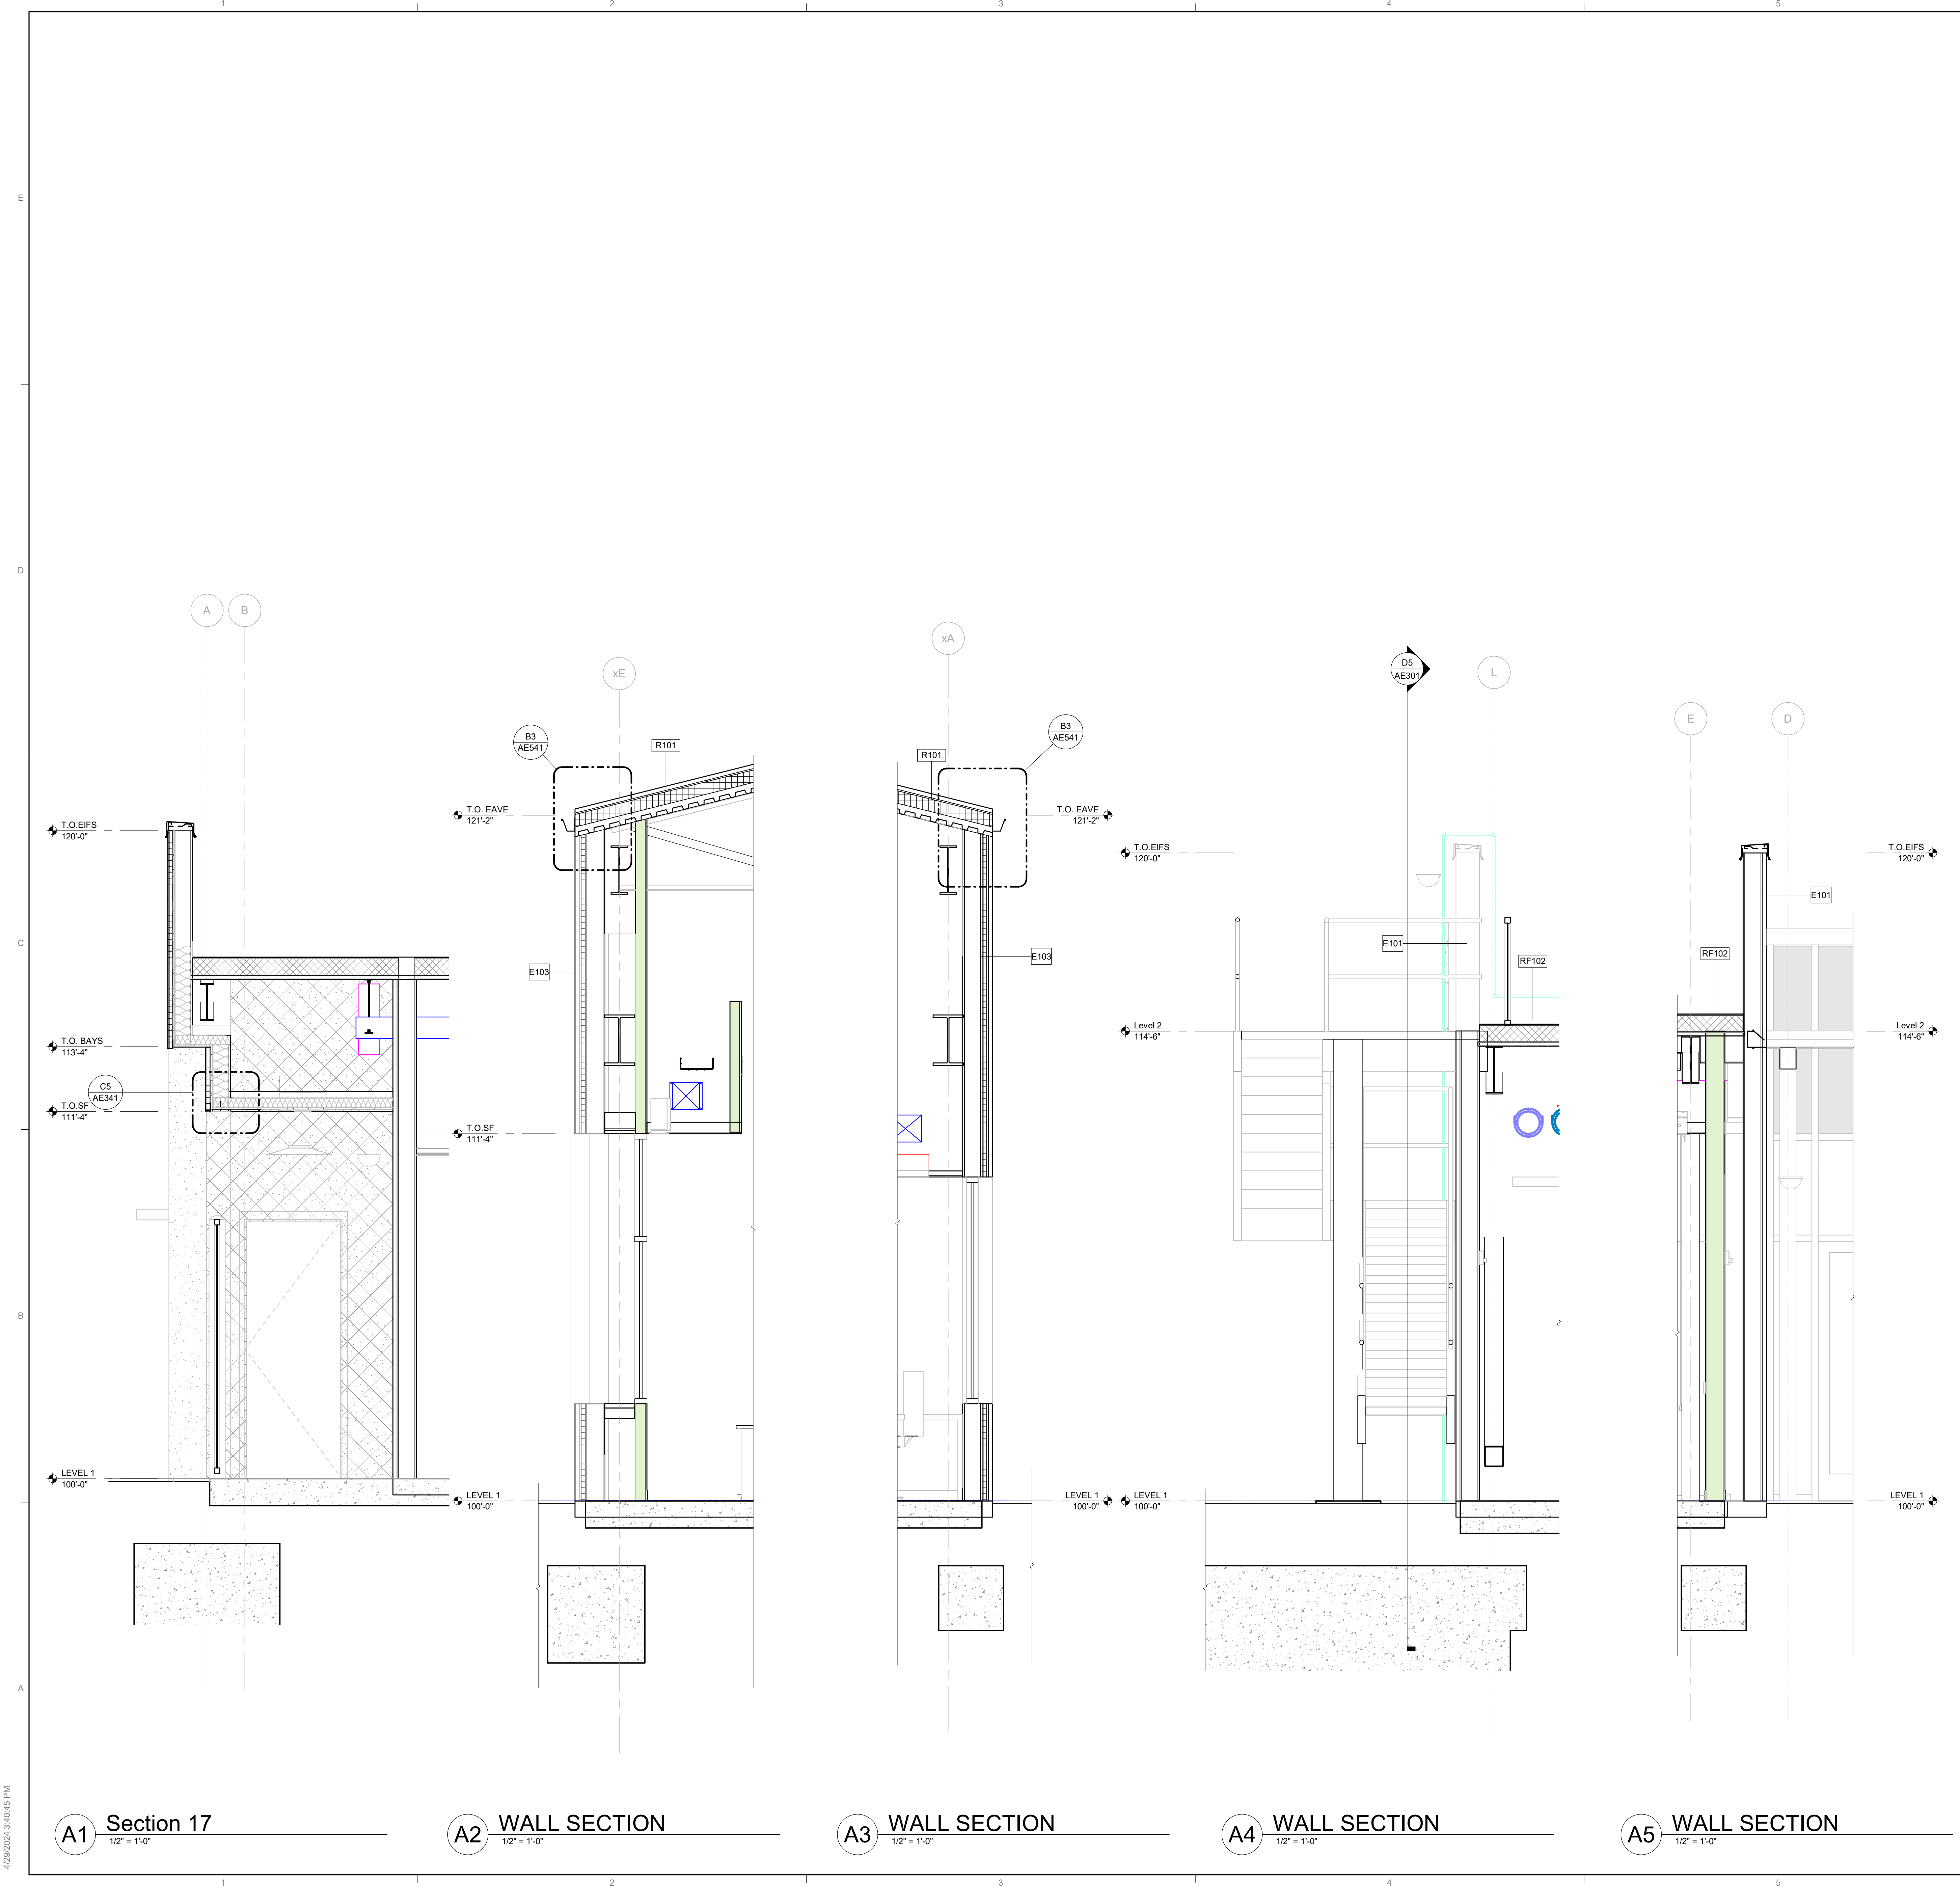 1
2
3
4
5
E
D
C
B
A
A
B
xE
xA
L
E
D
D5
AE301
B3
AE541
R101
B3
AE541
R101
T.O. EAVE
121'-2"
T.O. EAVE
121'-2"
T.O.EIFS
120'-0"
T.O.EIFS
120'-0"
T.O.EIFS
120'-0"
E101
E101
RF102
RF102
E103
E103
Level 2
114'-6"
Level 2
114'-6"
T.O. BAYS
113'-4"
C5
AE341
T.O.SF
111'-4"
T.O.SF
111'-4"
LEVEL 1
100'-0"
LEVEL 1
100'-0"
LEVEL 1
100'-0"
LEVEL 1
100'-0"
LEVEL 1
100'-0"
A1
Section 17
1/2" = 1'-0"
A2
WALL SECTION
1/2" = 1'-0"
A3
WALL SECTION
1/2" = 1'-0"
A4
WALL SECTION
1/2" = 1'-0"
A5
WALL SECTION
1/2" = 1'-0"
4/29/2024 3:40:45 PM
1
2
3
4
5